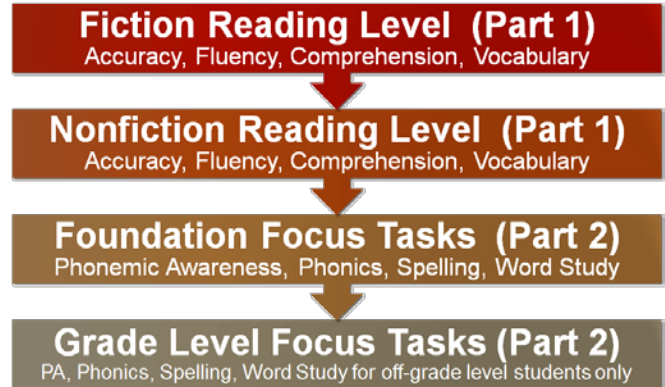 Fiction Reading Level (Part 1)
Accuracy, Fluency, Comprehension, Vocabulary
Nonfiction Reading Level (Part 1)
Accuracy, Fluency, Comprehension, Vocabulary
Foundation Focus Tasks (Part 2)
Phonemic Awareness, Phonics, Spelling, Word Study
Grade Level Focus Tasks (Part 2)
PA, Phonics, Spelling, Word Study for off-grade level students only